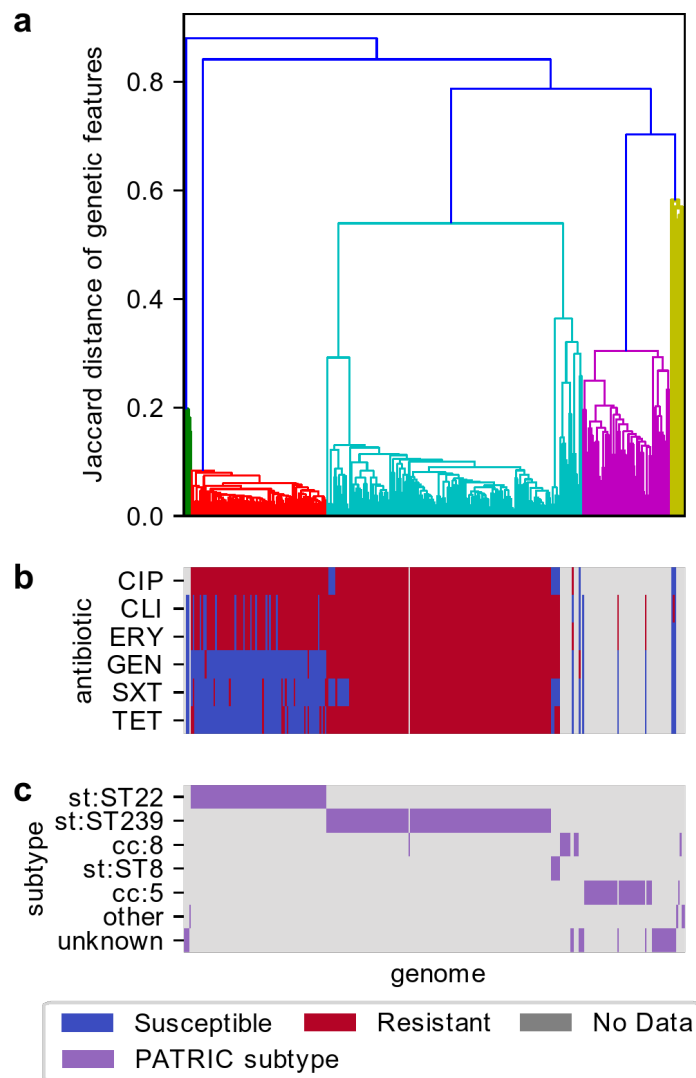 a
Jaccard distance of genetic features
0.8
0.6
0.4
0.2
0.0
b
antibiotic
CIP
CLI
ERY
GEN
SXT
TET
c
subtype
st:ST22
st:ST239
cc:8
st:ST8
cc:5
other
unknown
genome
Susceptible Resistant No Data
PATRIC subtype